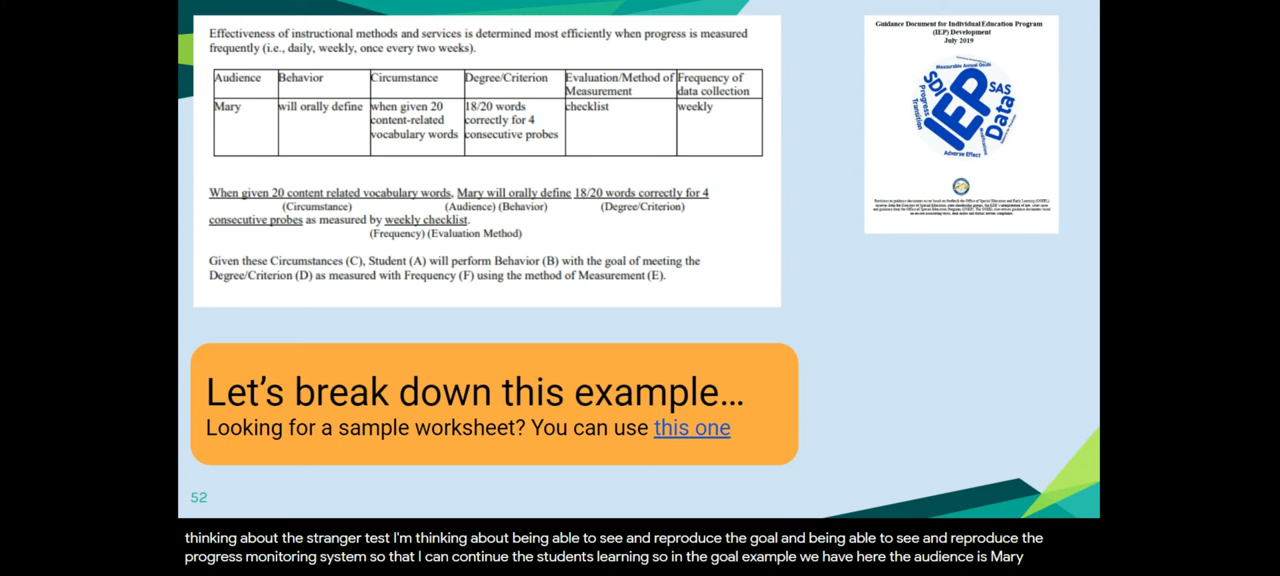 Effectiveness of instructional methods and services is determined most efficiently when progress is measured
frequently (i.e., daily, weekly, once every two weeks).
Audience Behavior Circumstance Degree/Criterion Evaluation/Method of Measurement Frequency of data collection
Mary will orally define when given 20 content-related vocabulary words 18/20 words correctly for 4 consecutive probes checklist weekly
When given 20 content related vocabulary words, Mary will orally define 18/20 words correctly for 4
(Circumstance) (Audience) (Behavior) (Degree/Criterion)
consecutive probes as measured by weekly checklist.
(Frequency) (Evaluation Method)
Given these Circumstances (C), Student (A) will perform Behavior (B) with the goal of meeting the
Degree/Criterion (D) as measured with Frequency (F) using the method of Measurement (E).
Guidance Document for Individual Education Program
(IEP) Development
July 2019
Measurable Annual Goals
SDI
IEP
SAS
Data
Progress
Transition
Adverse Effect
Let's break down this example...
Looking for a sample worksheet? You can use this one
52
thinking about the stranger test I'm thinking about being able to see and reproduce the goal and being able to see and reproduce the
progress monitoring system so that I can continue the students learning so in the goal example we have here the audience is Mary